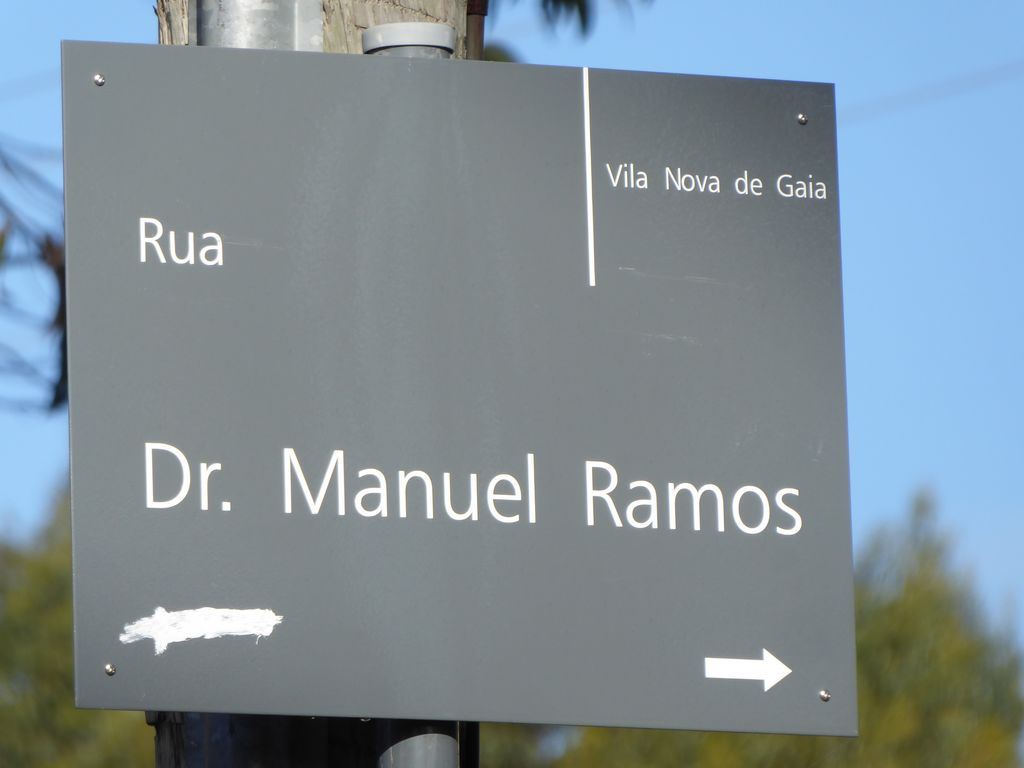 Vila Nova de Gaia
Rua
Dr. Manuel Ramos